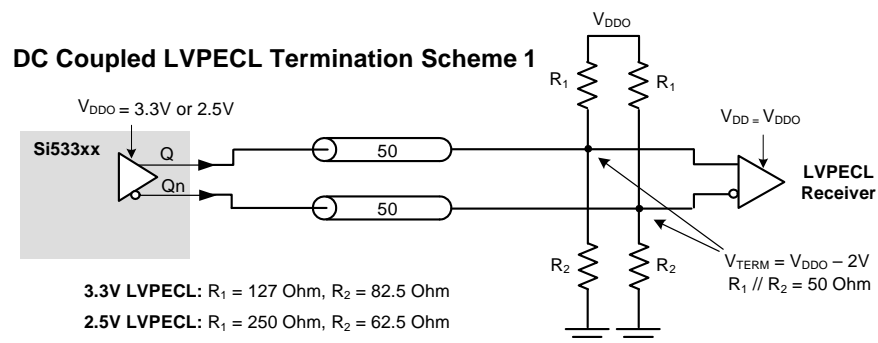 DC Coupled LVPECL Termination Scheme 1
VDDO
R1
R1
VDDO = 3.3V or 2.5V
VDD = VDDO
Si533xx
Q
50
Qn
50
LVPECL
Receiver
R2
R2
VTERM = VDDO – 2V
R1 // R2 = 50 Ohm
3.3V LVPECL: R1 = 127 Ohm, R2 = 82.5 Ohm
2.5V LVPECL: R1 = 250 Ohm, R2 = 62.5 Ohm